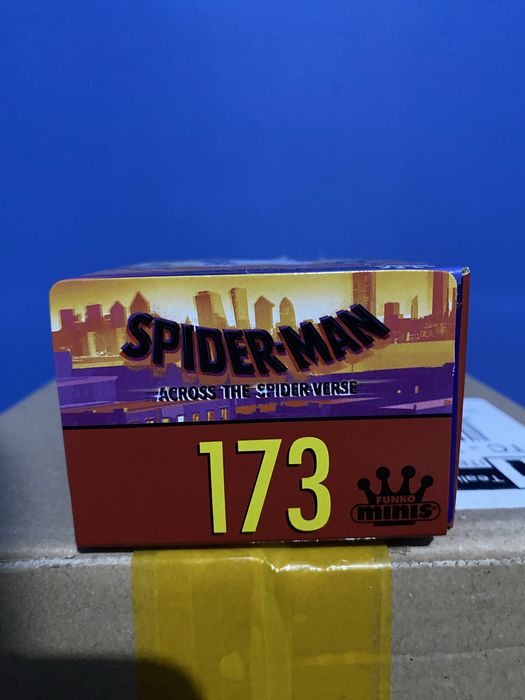 SPIDER-MAN
ACROSS THE SPIDER-VERSE
173
FUNKO
MINIS